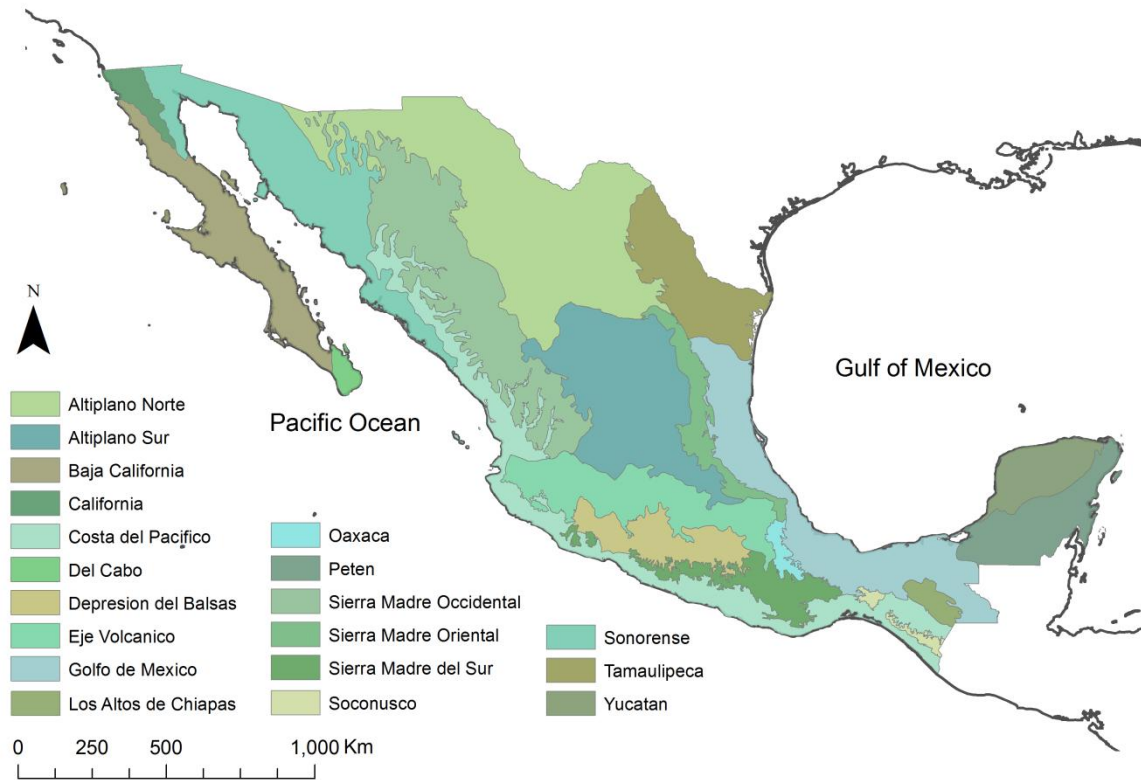 N
Gulf of Mexico
Pacific Ocean
Altiplano Norte
Altiplano Sur
Baja California
California
Costa del Pacifico
Del Cabo
Depresion del Balsas
Eje Volcanico
Golfo de Mexico
Los Altos de Chiapas
Oaxaca
Peten
Sierra Madre Occidental
Sierra Madre Oriental
Sierra Madre del Sur
Soconusco
Sonorense
Tamaulipeca
Yucatan
0 250 500 1,000 Km